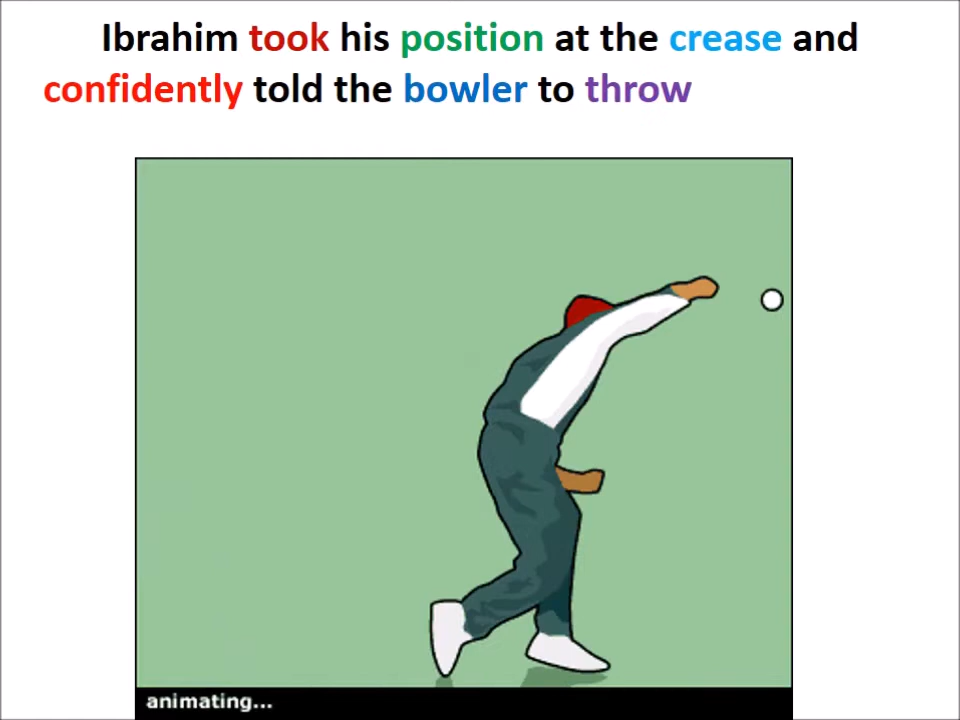 Ibrahim took his position at the crease and
confidently told the bowler to throw
animating...